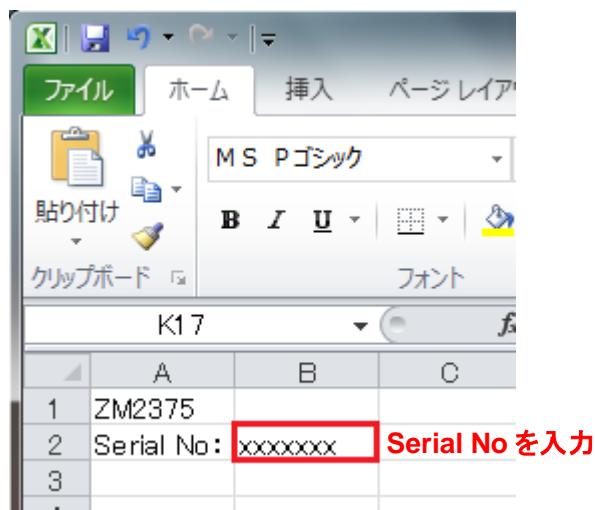 ファイル ホーム 挿入 ページ レイア
MS Pゴシック
貼り付け
B I U
クリップボード フォント
K17
A B C
1 ZM2375
2 Serial No: xxxxxxx Serial No を入力
3